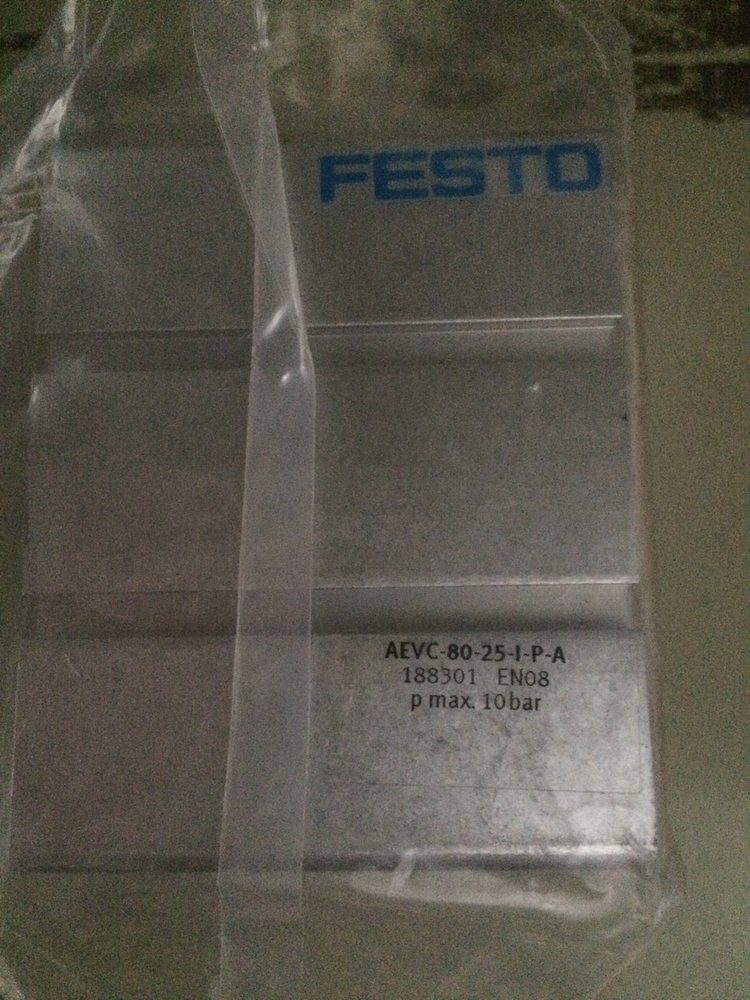 FESTO
AEVC-80-25-I-P-A
188301 EN08
p max. 10bar